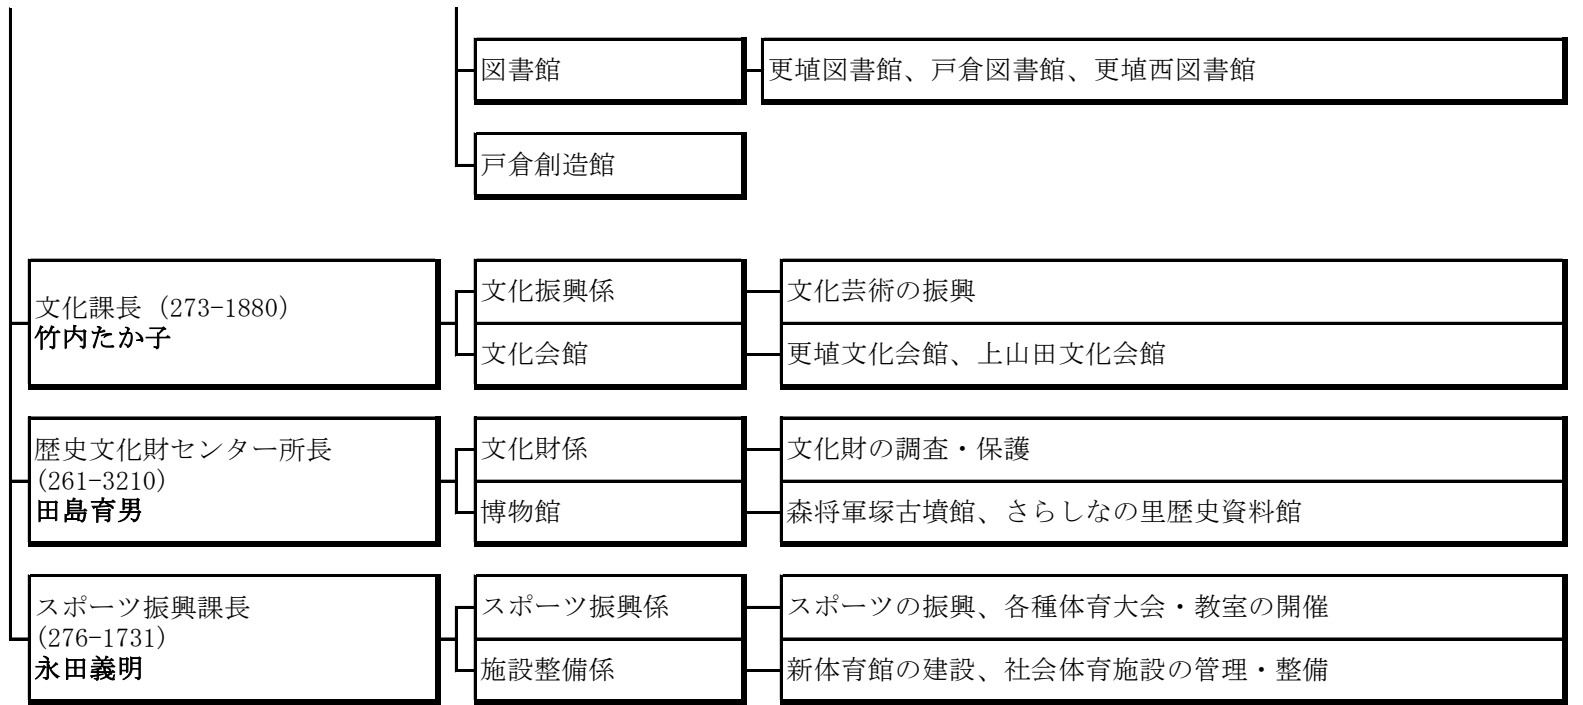 図書館
更埴図書館、戸倉図書館、更埴西図書館
戸倉創造館
文化課長 (273-1880)
竹内たか子
文化振興係
文化芸術の振興
文化会館
更埴文化会館、上山田文化会館
歴史文化財センター所長
(261-3210)
田島育男
文化財係
文化財の調査・保護
博物館
森将軍塚古墳館、さらしなの里歴史資料館
スポーツ振興課長
(276-1731)
永田義明
スポーツ振興係
スポーツの振興、各種体育大会・教室の開催
施設整備係
新体育館の建設、社会体育施設の管理・整備